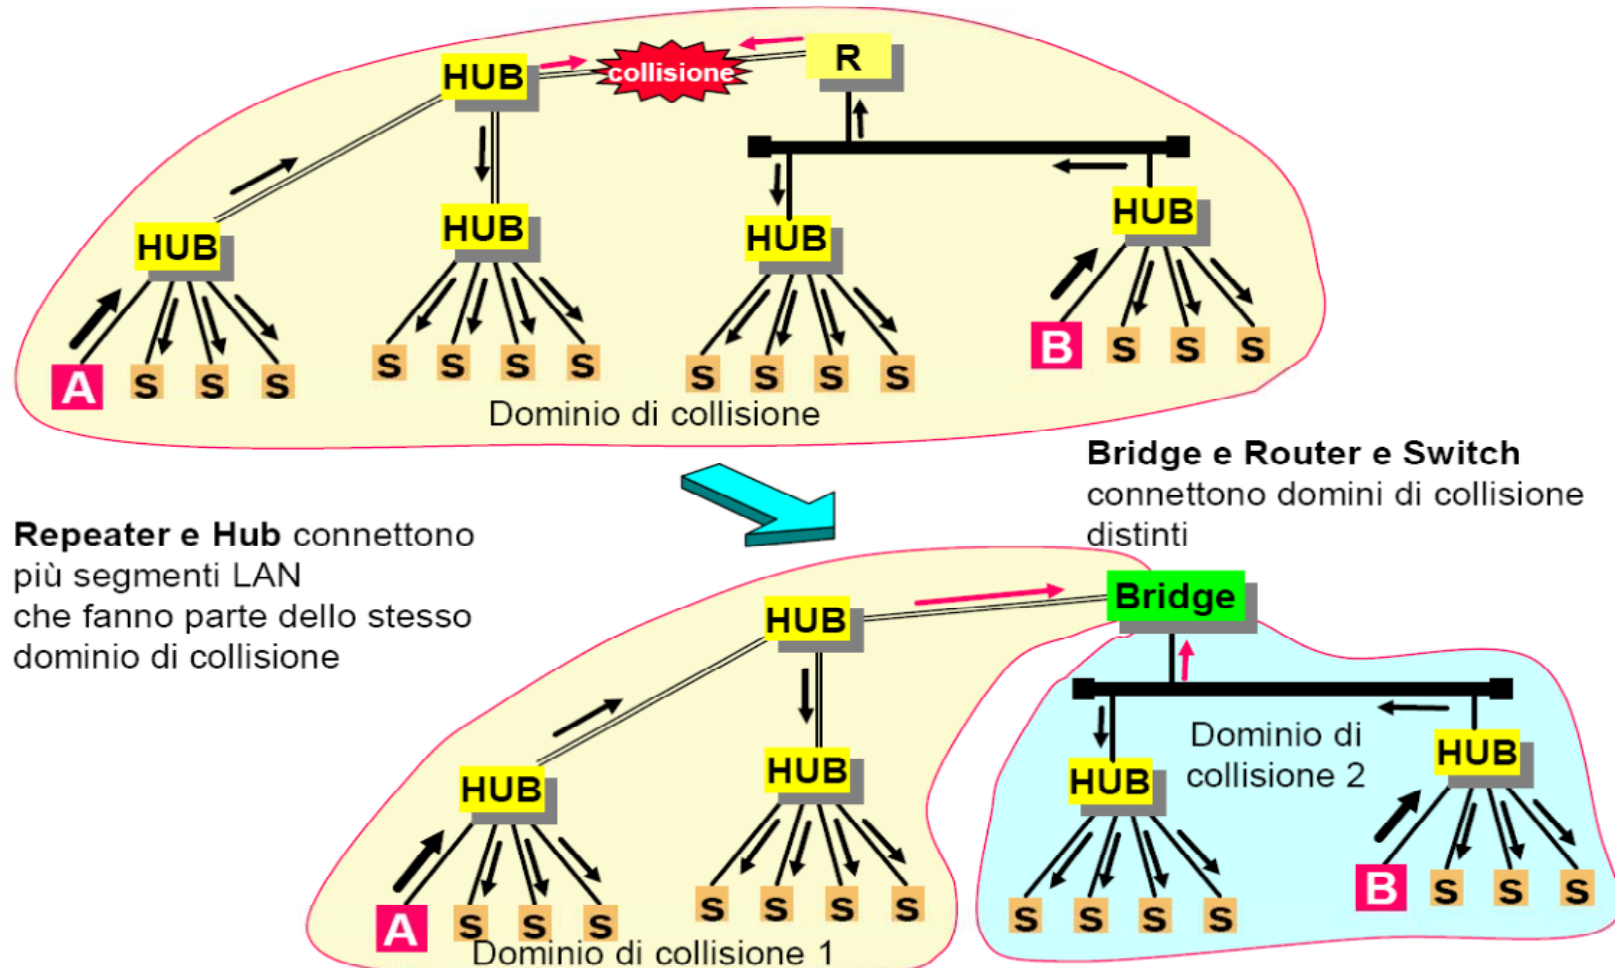 HUB
collisione
R
HUB
HUB
HUB
HUB
A
S
S
S
S
S
S
S
S
S
S
S
B
S
S
S
Dominio di collisione
Bridge e Router e Switch
connettono domini di collisione
distinti
Repeater e Hub connettono
più segmenti LAN
che fanno parte dello stesso
dominio di collisione
Bridge
HUB
HUB
HUB
Dominio di
collisione 2
HUB
HUB
A
S
S
S
S
S
S
S
Dominio di collisione 1
S
S
S
S
B
S
S
S